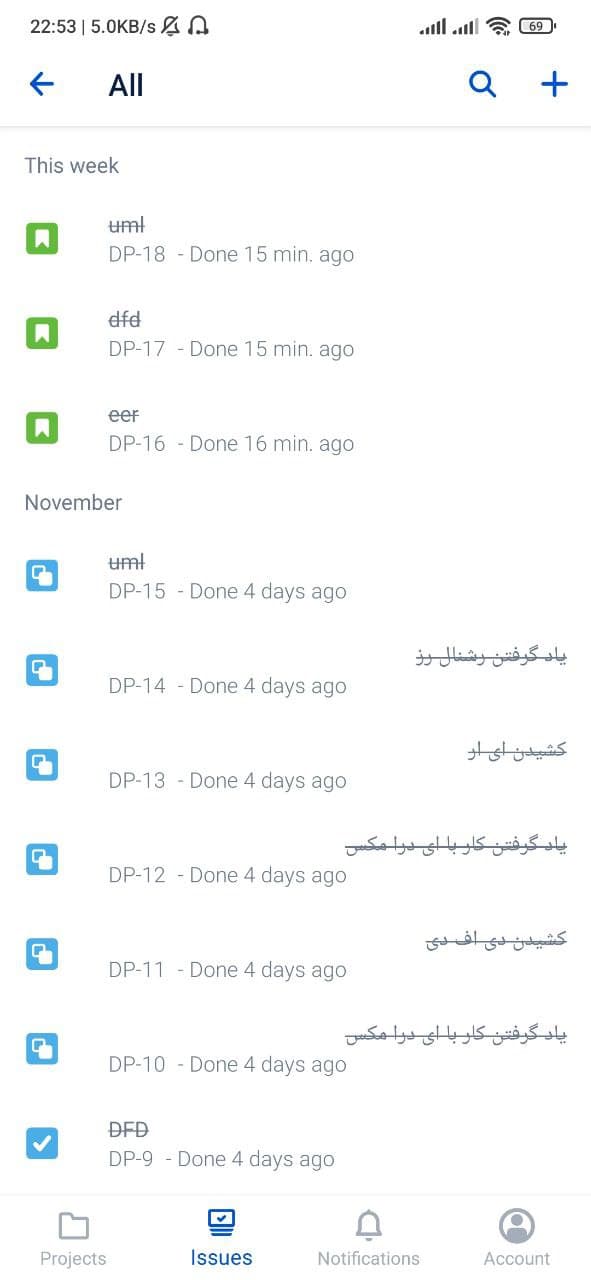 22:53 | 5.0KB/s
69
All
This week
uml
DP-18 - Done 15 min. ago
dfd
DP-17 - Done 15 min. ago
eer
DP-16 - Done 16 min. ago
November
uml
DP-15 - Done 4 days ago
یاد گرفتن رشنال رز
DP-14 - Done 4 days ago
کشیدن ای ار
DP-13 - Done 4 days ago
یاد گرفتن کار با ای درا مکس
DP-12 - Done 4 days ago
کشیدن دی اف دی
DP-11 - Done 4 days ago
یاد گرفتن کار با ای درا مکس
DP-10 - Done 4 days ago
DFD
DP-9 - Done 4 days ago
Projects
Issues
Notifications
Account